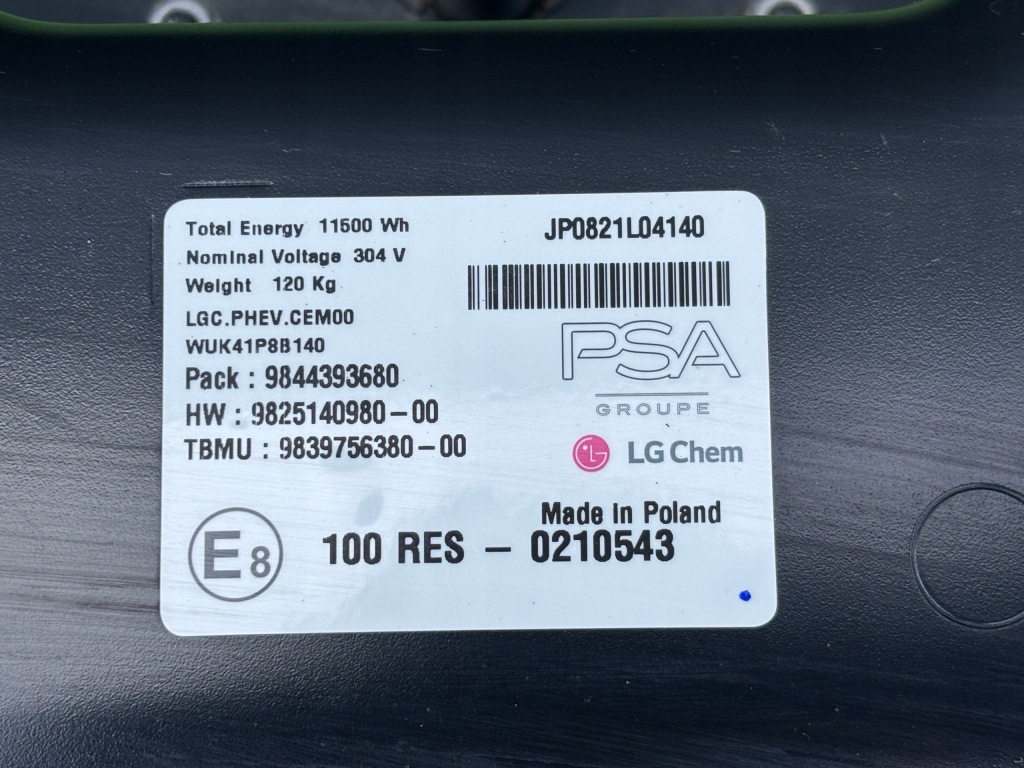 Total Energy 11500 Wh
Nominal Voltage 304 V
Weight 120 Kg
LGC.PHEV.CEM00
WUK41P8B140
Pack : 9844393680
HW : 9825140980-00
TBMU : 9839756380-00
JP0821L04140
PSA
GROUPE
LG Chem
Made in Poland
E8
100 RES - 0210543